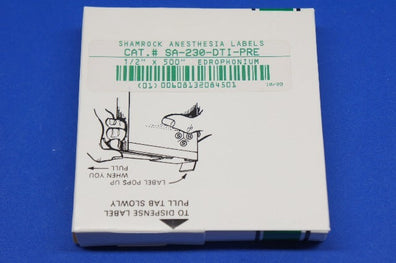 SHAMROCK ANESTHESIA LABELS
CAT.# SA-230-DTI-PRE
1/2" X 500" EDROPHONIUM
(01)00608132084501
TO DISPENSE LABEL
PULL TAB SLOWLY
LABEL POPS UP
WHEN YOU
PULL